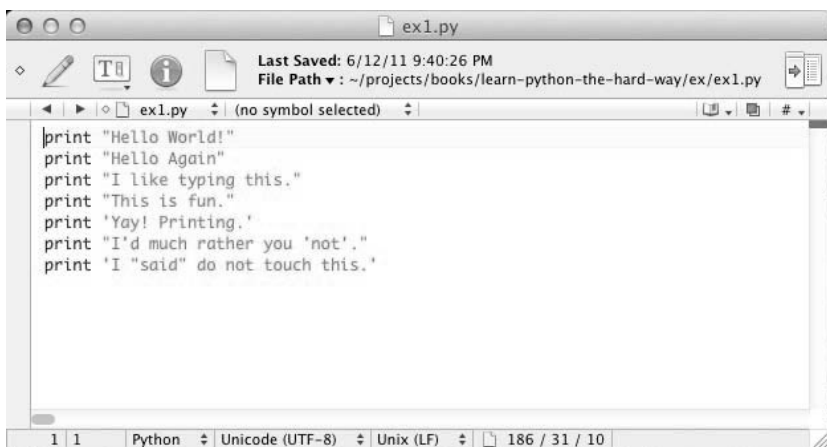 ex1.py
Last Saved: 6/12/11 9:40:26 PM
File Path ▾ : ~/projects/books/learn-python-the-hard-way/ex/ex1.py
ex1.py (no symbol selected) #
print "Hello World!"
print "Hello Again"
print "I like typing this."
print "This is fun."
print 'Yay! Printing.'
print "I'd much rather you 'not'."
print 'I "said" do not touch this.'
1 1 Python Unicode (UTF-8) Unix (LF) 186 / 31 / 10